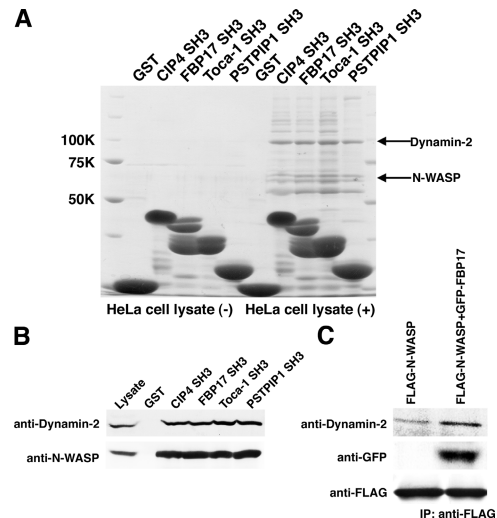 A
GST
CIP4 SH3
FBP17 SH3
Toca-1 SH3
PSTPIP1 SH3
GST
CIP4 SH3
FBP17 SH3
Toca-1 SH3
PSTPIP1 SH3
100K
75K
50K
Dynamin-2
N-WASP
HeLa cell lysate (-)
HeLa cell lysate (+)
B
Lysate
GST
CIP4 SH3
FBP17 SH3
Toca-1 SH3
PSTPIP1 SH3
anti-Dynamin-2
anti-N-WASP
C
FLAG-N-WASP
FLAG-N-WASP+GFP-FBP17
anti-Dynamin-2
anti-GFP
anti-FLAG
IP: anti-FLAG